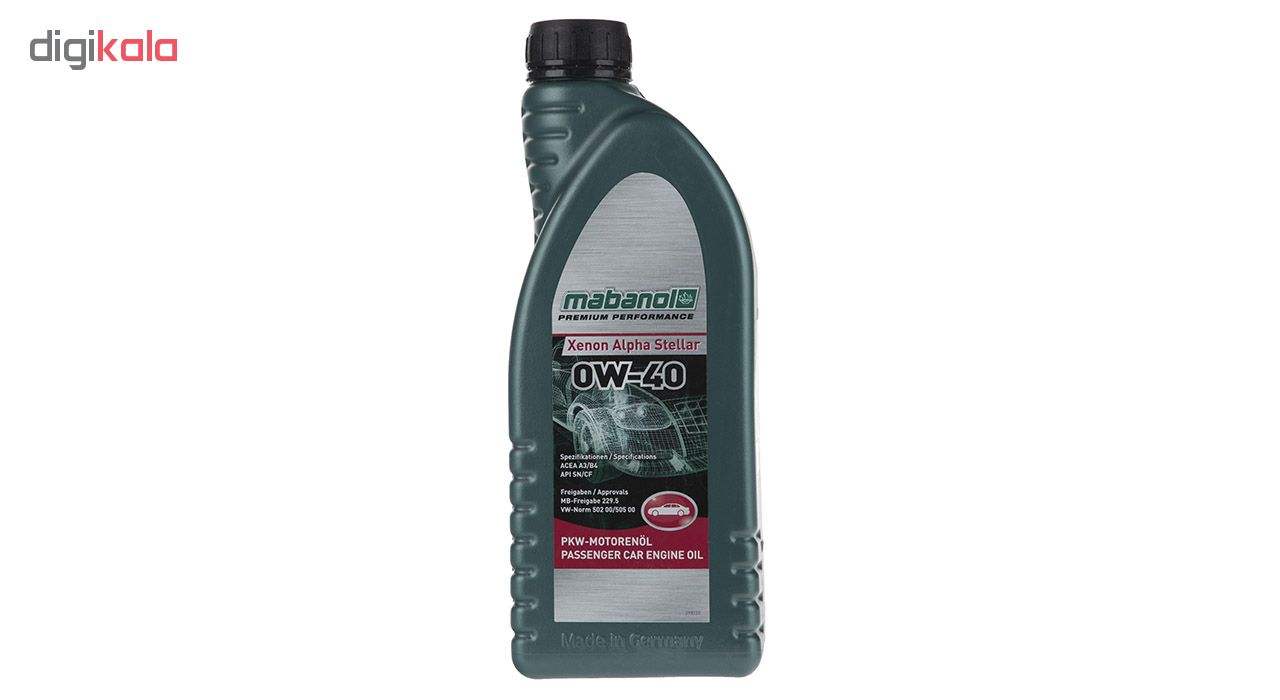 digikala
mabanol
PREMIUM PERFORMANCE
Xenon Alpha Stellar
0W-40
Spezifikationen / Specifications
ACEA A3/B4
API SN/CF
Freigaben / Approvals
MB-Freigabe 229.5
VW-Norm 502 00/505 00
PKW-MOTORENÖL
PASSENGER CAR ENGINE OIL
Made in Germany